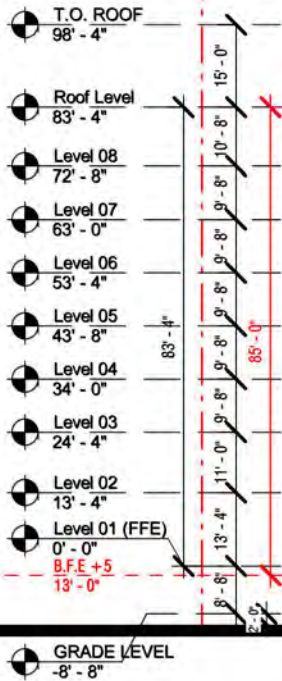 T.O. ROOF
98' - 4"
15' - 0"
Roof Level
83' - 4"
10' - 8"
Level 08
72' - 8"
9' - 8"
Level 07
63' - 0"
9' - 8"
Level 06
53' - 4"
9' - 8"
Level 05
43' - 8"
83' - 4"
85' - 0"
9' - 8"
Level 04
34' - 0"
9' - 8"
Level 03
24' - 4"
11' - 0"
Level 02
13' - 4"
13' - 4"
Level 01 (FFE)
0' - 0"
B.F.E +5
13' - 0"
8' - 8"
2' - 0"
GRADE LEVEL
-8' - 8"